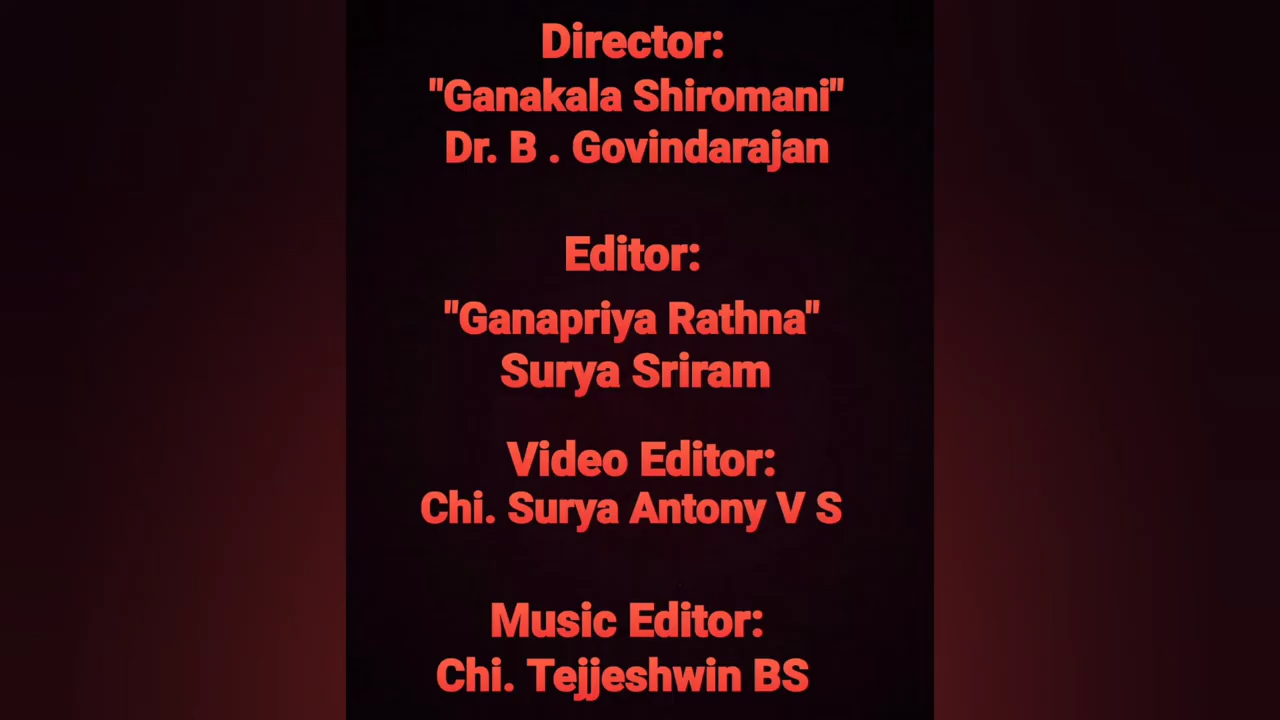 Director:
"Ganakala Shiromani"
Dr. B . Govindarajan
Editor:
"Ganapriya Rathna"
Surya Sriram
Video Editor:
Chi. Surya Antony V S
Music Editor:
Chi. Tejjeshwin BS